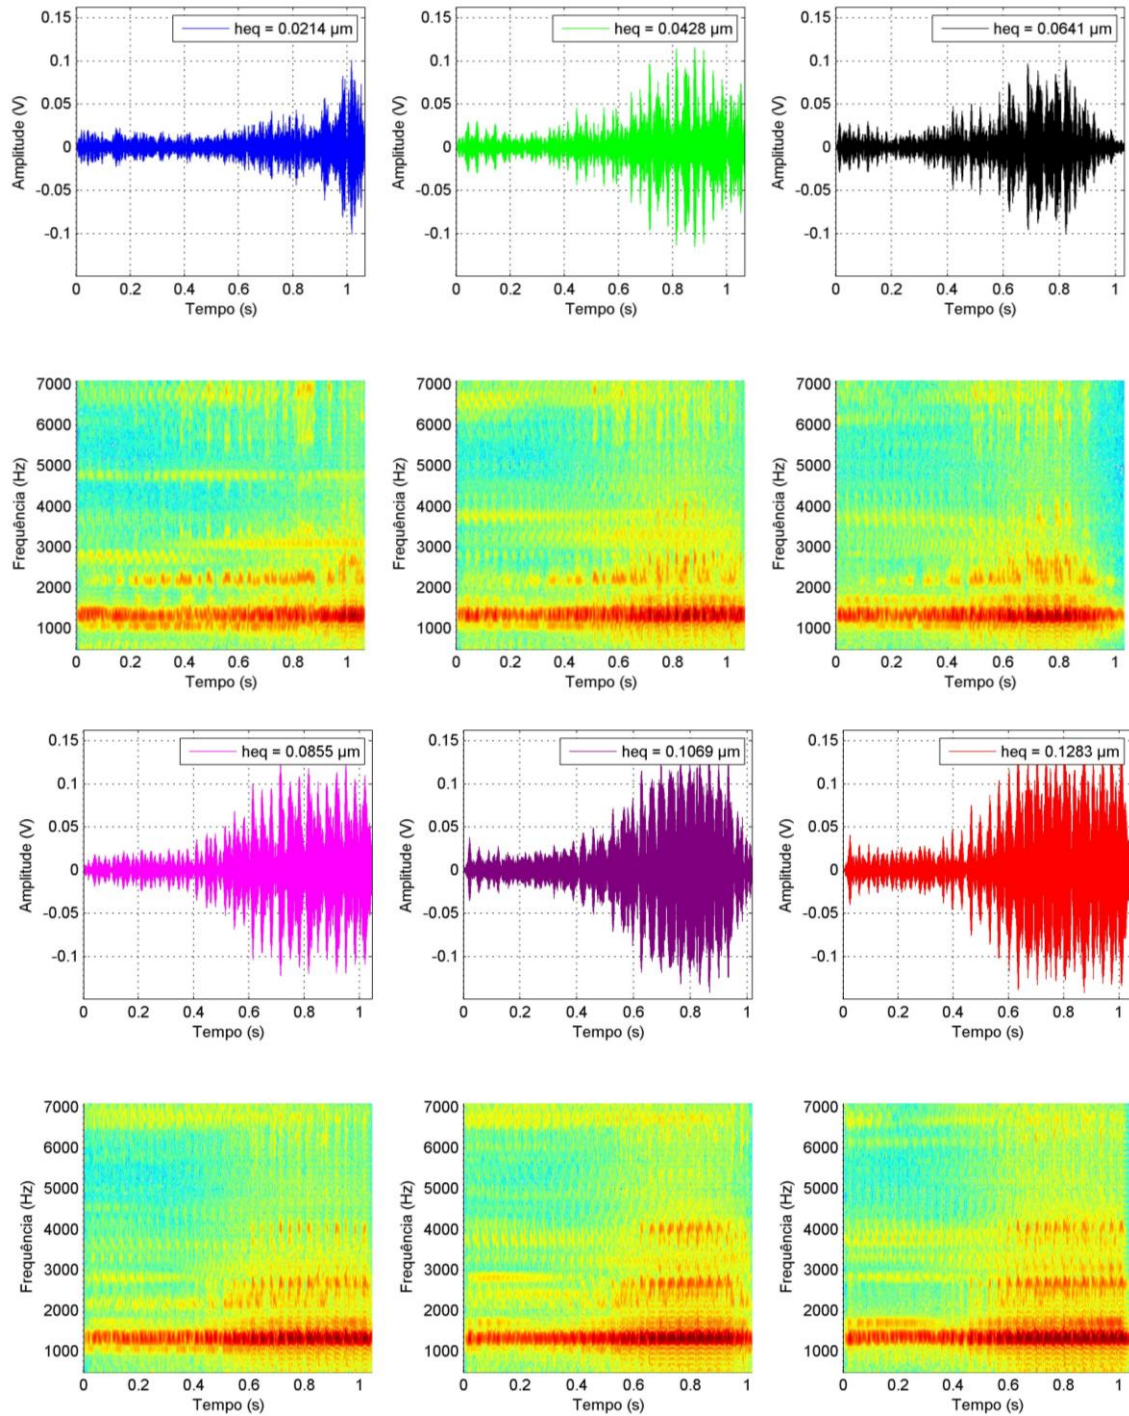 heq = 0.0214 µm
heq = 0.0428 µm
heq = 0.0641 µm
0.15 0.15 0.15
0.1 0.1 0.1
0.05 0.05 0.05
0 0 0
-0.05 -0.05 -0.05
-0.1 -0.1 -0.1
Amplitude (V) Amplitude (V) Amplitude (V)
0 0.2 0.4 0.6 0.8 1 0 0.2 0.4 0.6 0.8 1 0 0.2 0.4 0.6 0.8 1
Tempo (s) Tempo (s) Tempo (s)
7000 7000 7000
6000 6000 6000
5000 5000 5000
4000 4000 4000
3000 3000 3000
2000 2000 2000
1000 1000 1000
Frequência (Hz) Frequência (Hz) Frequência (Hz)
0 0.2 0.4 0.6 0.8 1 0 0.2 0.4 0.6 0.8 1 0 0.2 0.4 0.6 0.8 1
Tempo (s) Tempo (s) Tempo (s)
heq = 0.0855 µm
heq = 0.1069 µm
heq = 0.1283 µm
0.15 0.15 0.15
0.1 0.1 0.1
0.05 0.05 0.05
0 0 0
-0.05 -0.05 -0.05
-0.1 -0.1 -0.1
Amplitude (V) Amplitude (V) Amplitude (V)
0 0.2 0.4 0.6 0.8 1 0 0.2 0.4 0.6 0.8 1 0 0.2 0.4 0.6 0.8 1
Tempo (s) Tempo (s) Tempo (s)
7000 7000 7000
6000 6000 6000
5000 5000 5000
4000 4000 4000
3000 3000 3000
2000 2000 2000
1000 1000 1000
Frequência (Hz) Frequência (Hz) Frequência (Hz)
0 0.2 0.4 0.6 0.8 1 0 0.2 0.4 0.6 0.8 1 0 0.2 0.4 0.6 0.8 1
Tempo (s) Tempo (s) Tempo (s)